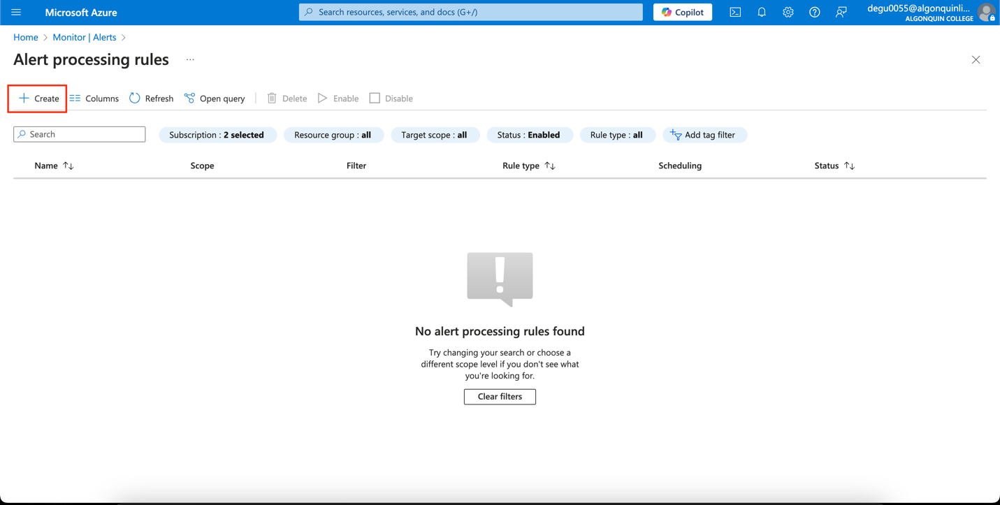 Microsoft Azure
Search resources, services, and docs (G+/)
Copilot
degu0055@algonquinli...
ALGONQUIN COLLEGE
Home > Monitor | Alerts >
Alert processing rules ...
Create Columns Refresh Open query Delete Enable Disable
Search Subscription : 2 selected Resource group : all Target scope : all Status : Enabled Rule type : all Add tag filter
Name Scope Filter Rule type Scheduling Status
No alert processing rules found
Try changing your search or choose a
different scope level if you don't see what
you're looking for.
Clear filters